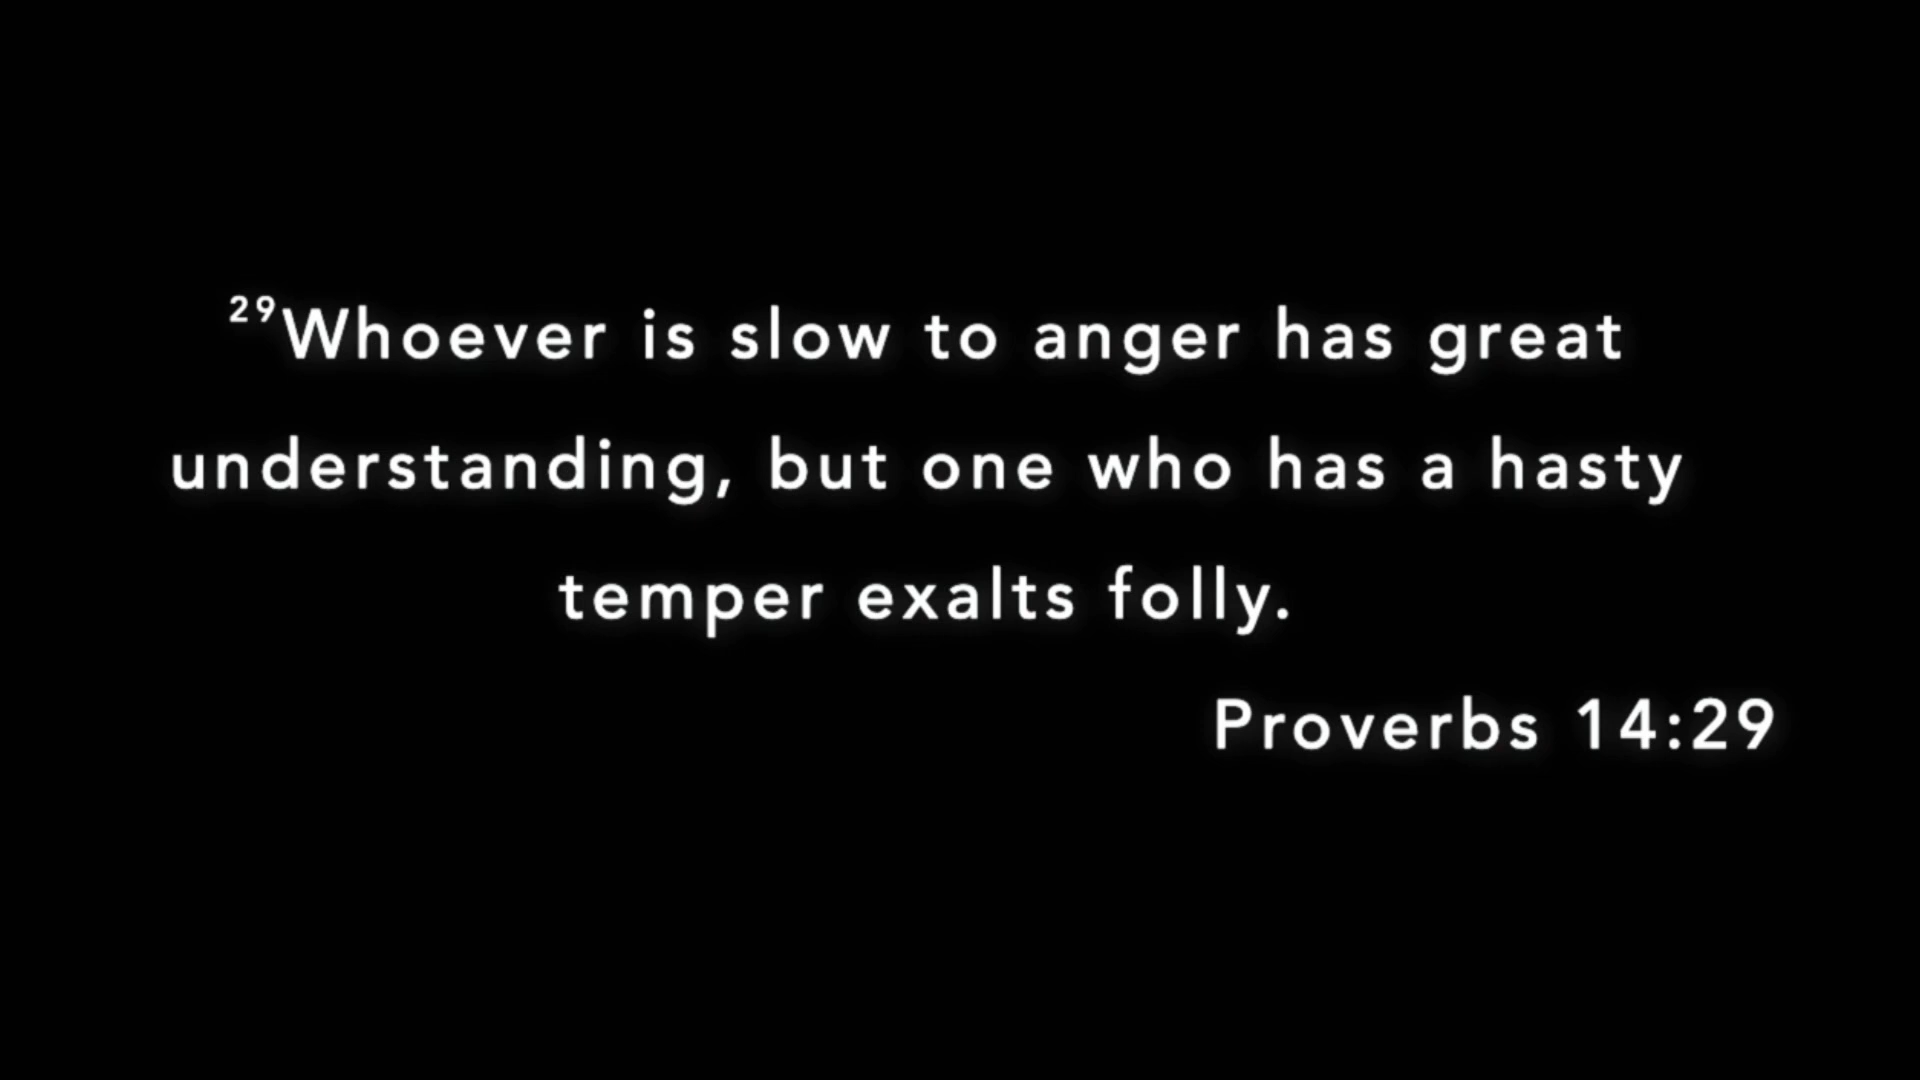 ²⁹Whoever is slow to anger has great
understanding, but one who has a hasty
temper exalts folly.
Proverbs 14:29